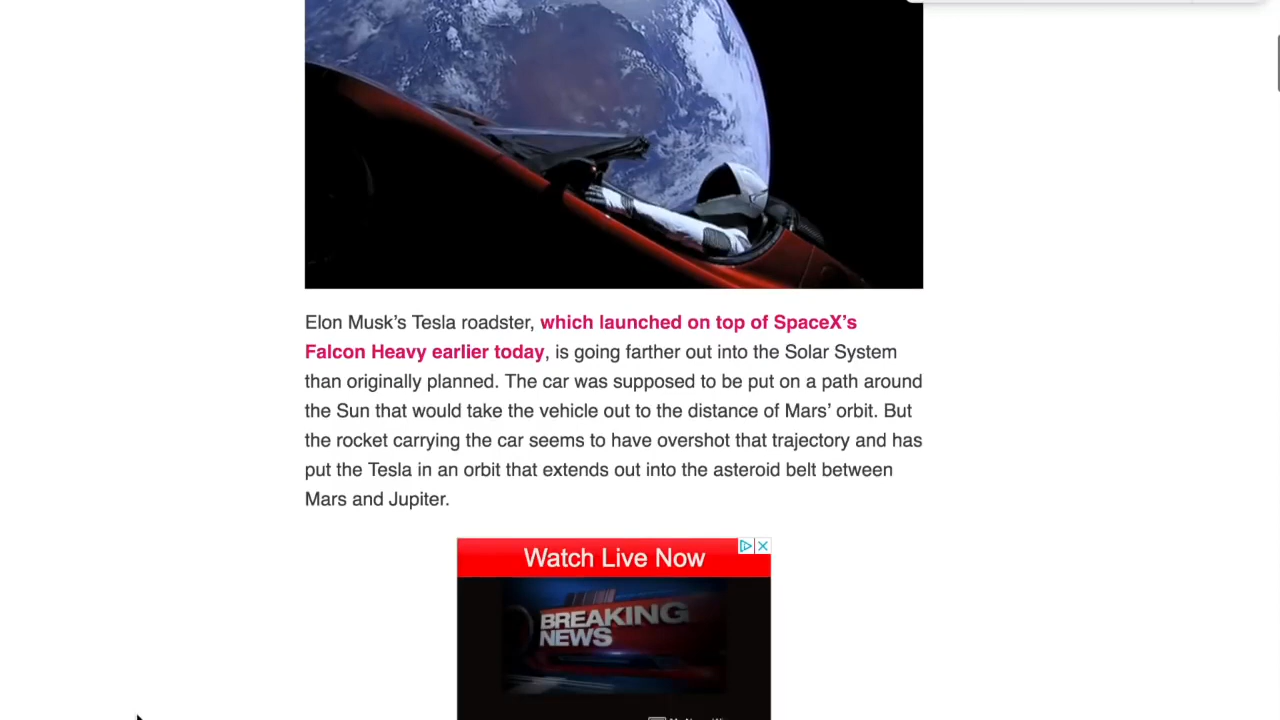 Elon Musk’s Tesla roadster, which launched on top of SpaceX’s
Falcon Heavy earlier today, is going farther out into the Solar System
than originally planned. The car was supposed to be put on a path around
the Sun that would take the vehicle out to the distance of Mars’ orbit. But
the rocket carrying the car seems to have overshot that trajectory and has
put the Tesla in an orbit that extends out into the asteroid belt between
Mars and Jupiter.
Watch Live Now
BREAKING
NEWS